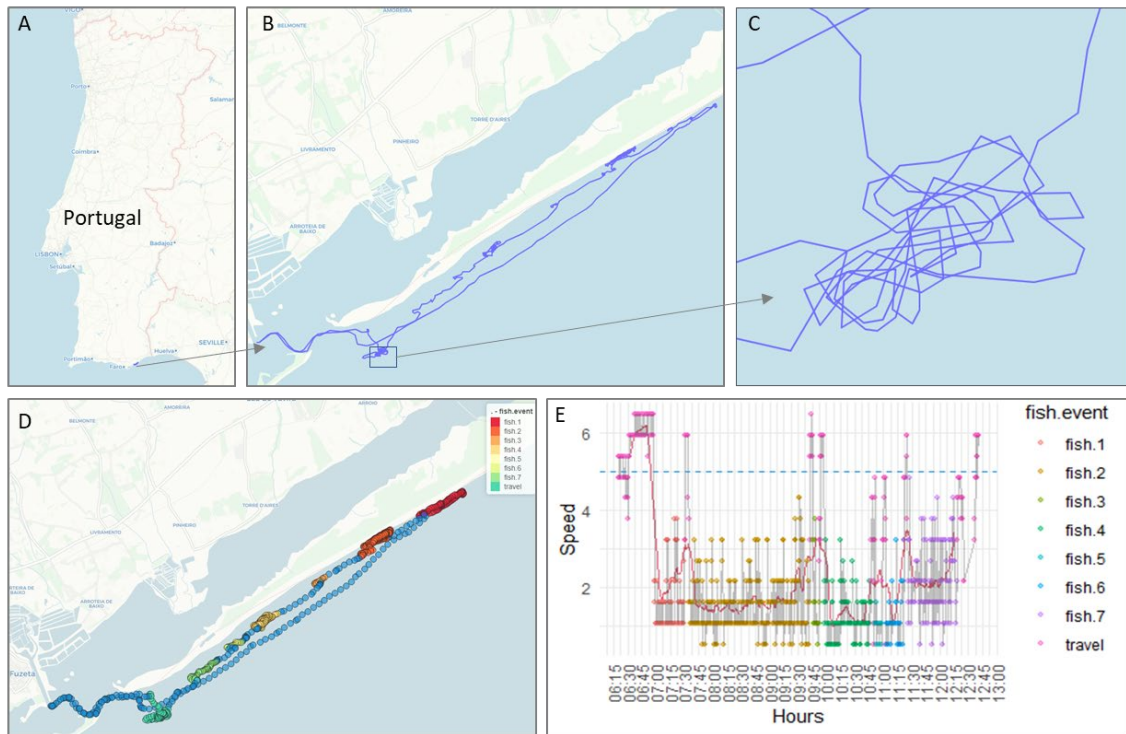 A
VIGO
Porto
Salamar
Coimbra
Portugal
LISBON
Setúbal
Badajoz
Portimão
Faro
Huelva
SEVILLE
B
AMOREIRA
BELMONTE
TORRE D'AIRES
LIVRAMENTO
PINHEIRO
ARROTEIA DE
BAIXO
C
D
AMOREIRA
ARROIO
BELMONTE
TORRE D'AIRES
LIVRAMENTO
PINHEIRO
ARROTEIA DE
BAIXO
Fuzeta
. - fish.event
fish.1
fish.2
fish.3
fish.4
fish.5
fish.6
fish.7
travel
E
6
4
2
Speed
06:15
06:30
06:45
07:00
07:15
07:30
07:45
08:00
08:15
08:30
08:45
09:00
09:15
09:30
09:45
10:00
10:15
10:30
10:45
11:00
11:15
11:30
11:45
12:00
12:15
12:30
12:45
13:00
Hours
fish.event
fish.1
fish.2
fish.3
fish.4
fish.5
fish.6
fish.7
travel